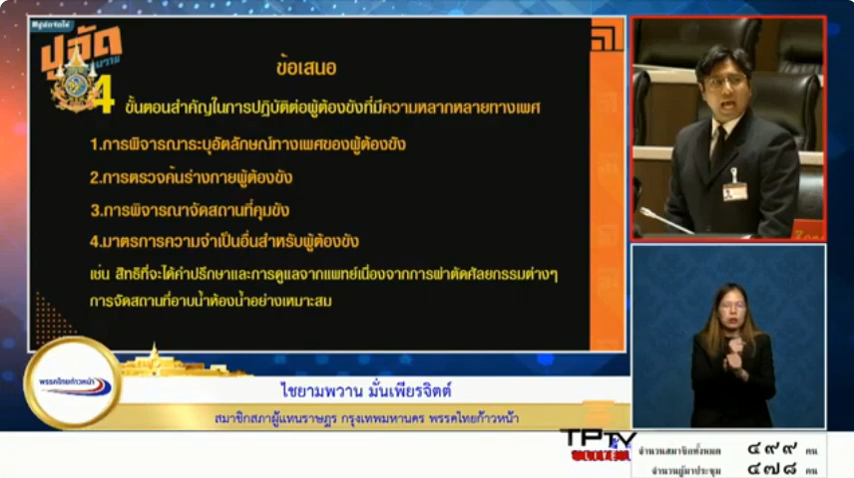 ปูอัด
4
ข้อเสนอ
ขั้นตอนสำคัญในการปฏิบัติต่อผู้ต้องขังที่มีความหลากหลายทางเพศ
1.การพิจารณาระบุอัตลักษณ์ทางเพศของผู้ต้องขัง
2.การตรวจค้นร่างกายผู้ต้องขัง
3.การพิจารณาจัดสถานที่คุมขัง
4.มาตรการความจำเป็นอื่นสำหรับผู้ต้องขัง
เช่น สิทธิที่จะได้คำปรึกษาและการดูแลจากแพทย์เนื่องจากการผ่าตัดศัลยกรรมต่างๆ
การจัดสถานที่อาบน้ำห้องน้ำอย่างเหมาะสม
พรรคไทยก้าวหน้า
ไชยามพวาน มั่นเพียรจิตต์
สมาชิกสภาผู้แทนราษฎร กรุงเทพมหานคร พรรคไทยก้าวหน้า
TPTV
จำนวนสมาชิกทั้งหมด ๔๙๙ คน
จำนวนผู้มาประชุม ๔๗๘ คน